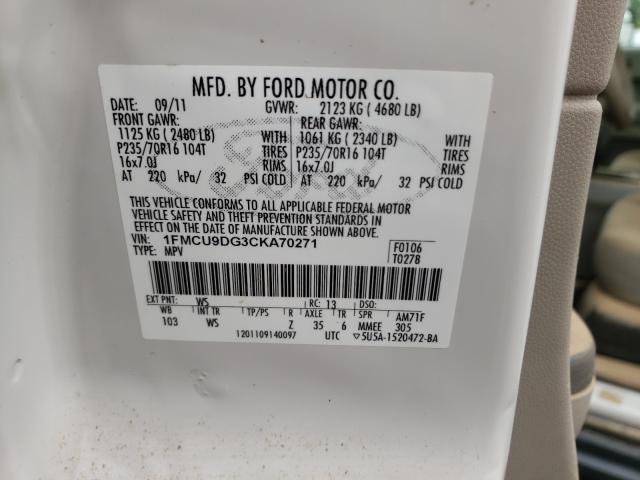 MFD. BY FORD MOTOR CO.
DATE: 09/11 GVWR: 2123 KG ( 4680 LB)
FRONT GAWR: REAR GAWR:
1125 KG ( 2480 LB) WITH 1061 KG ( 2340 LB) WITH
P235/70R16 104T TIRES P235/70R16 104T TIRES
16x7.0J RIMS 16x7.0J RIMS
AT 220 kPa/ 32 PSI COLD AT 220 kPa/ 32 PSI COLD
THIS VEHICLE CONFORMS TO ALL APPLICABLE FEDERAL MOTOR
VEHICLE SAFETY AND THEFT PREVENTION STANDARDS IN
EFFECT ON THE DATE OF MANUFACTURE SHOWN ABOVE.
VIN: 1FMCU9DG3CKA70271 F0106
TYPE: MPV T0278
EXT PNT: WS RC: 13 DSO:
WB INT TR TP/PS R AXLE TR SPR AM71F
103 WS Z 35 6 MMEE 305
1201109140097 UTC 5U5A-1520472-BA